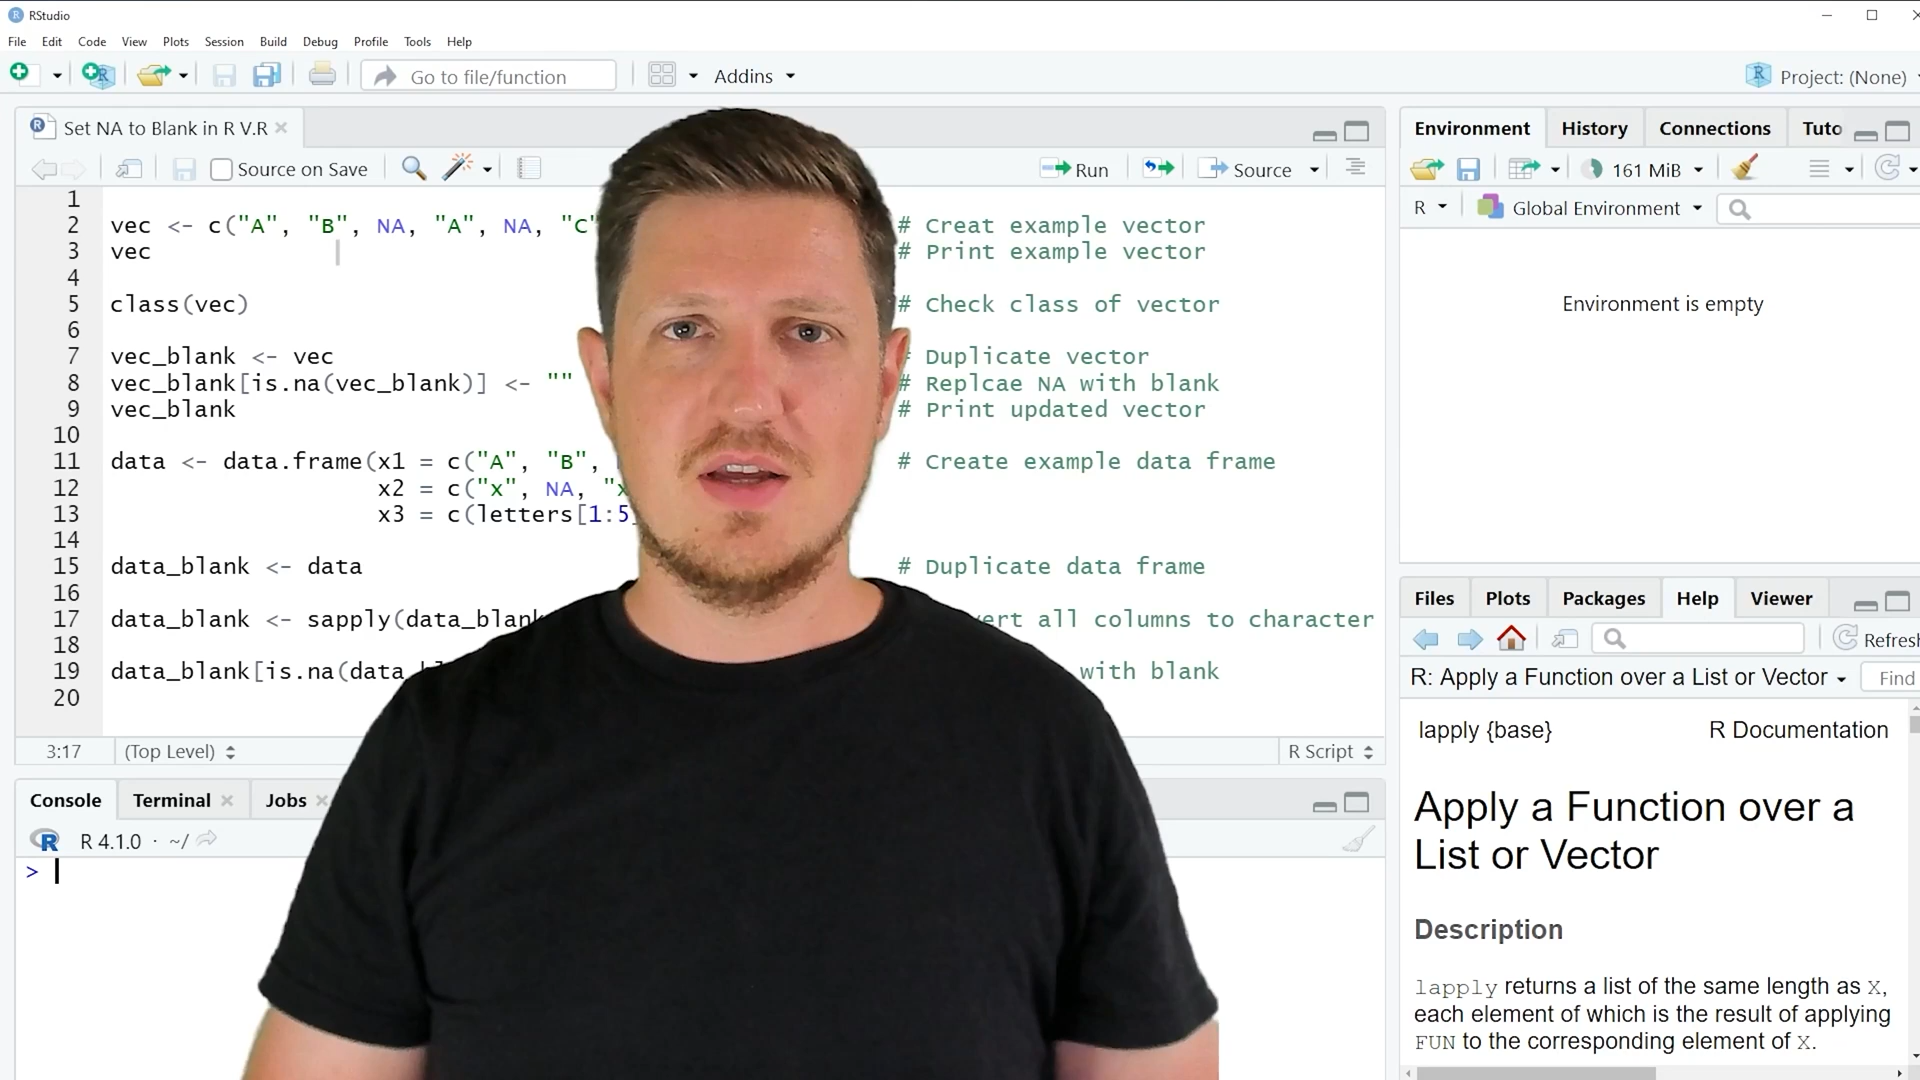 RStudio
File Edit Code View Plots Session Build Debug Profile Tools Help
Go to file/function Addins Project: (None)
Set NA to Blank in R V.R
Source on Save Run Source
1
2 vec <- c("A", "B", NA, "A", NA, "C" # Creat example vector
3 vec # Print example vector
4
5 class(vec) # Check class of vector
6
7 vec_blank <- vec # Duplicate vector
8 vec_blank[is.na(vec_blank)] <- "" # Replcae NA with blank
9 vec_blank # Print updated vector
10
11 data <- data.frame(x1 = c("A", "B", # Create example data frame
12 x2 = c("x", NA, "x
13 x3 = c(letters[1:5
14
15 data_blank <- data # Duplicate data frame
16
17 data_blank <- sapply(data_blank all columns to character
18
19 data_blank[is.na(data with blank
20
3:17 (Top Level) R Script
Console Terminal Jobs
R 4.1.0 · ~/
>
Environment History Connections Tuto
161 MiB
R Global Environment
Environment is empty
Files Plots Packages Help Viewer
Refresh
R: Apply a Function over a List or Vector Find
lapply {base} R Documentation
Apply a Function over a
List or Vector
Description
lapply returns a list of the same length as X,
each element of which is the result of applying
FUN to the corresponding element of X.